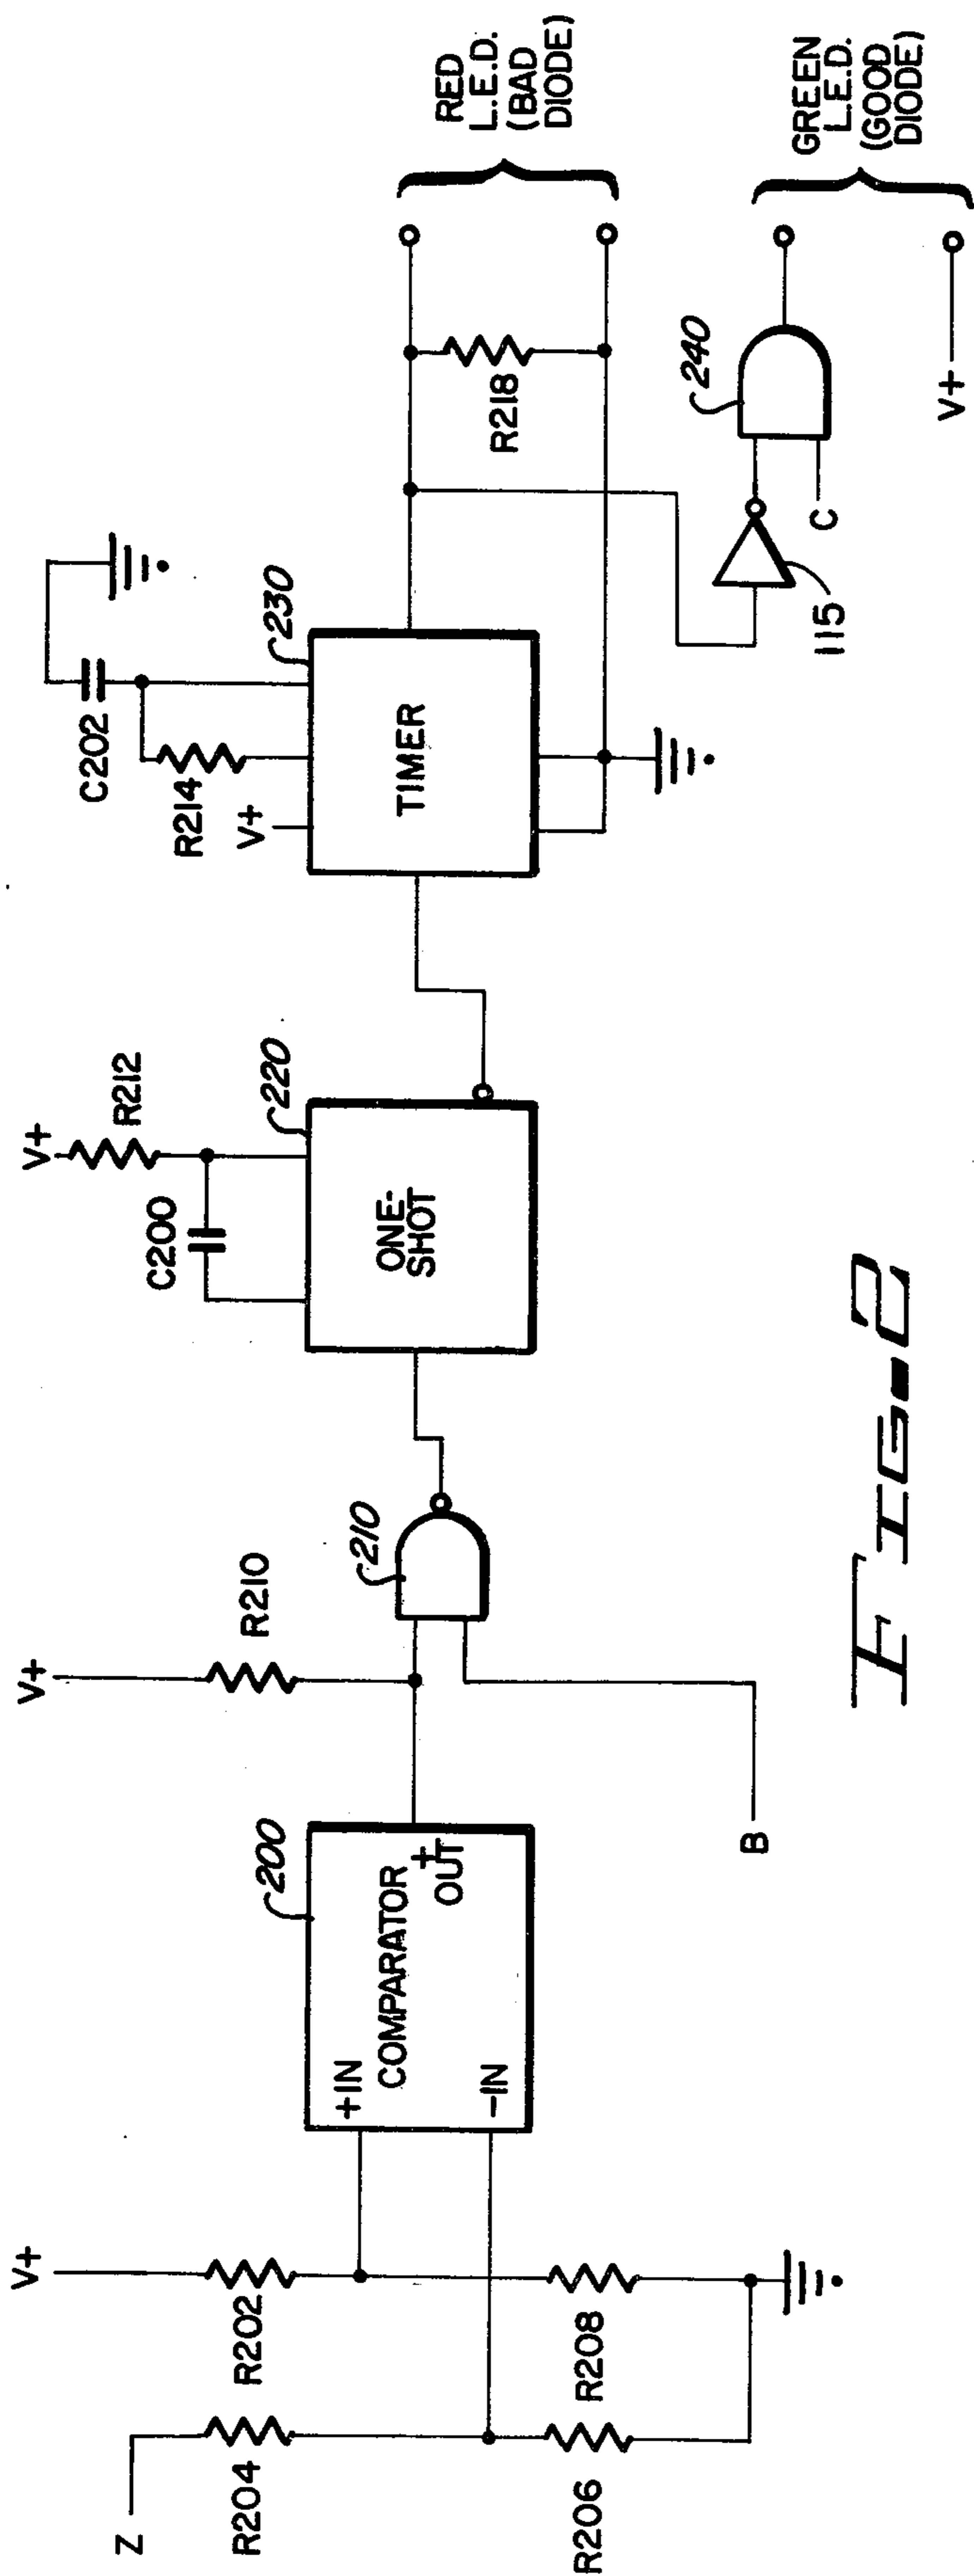 Z
R204
R206
V+
R202
R208
+IN
-IN
COMPARATOR
+
OUT
200
V+
R210
B
210
V+
R212
C200
ONE-
SHOT
220
C202
R214
V+
TIMER
230
R218
RED
L.E.D.
(BAD
DIODE)
115
C
240
V+
GREEN
L.E.D.
(GOOD
DIODE)
FIG-2